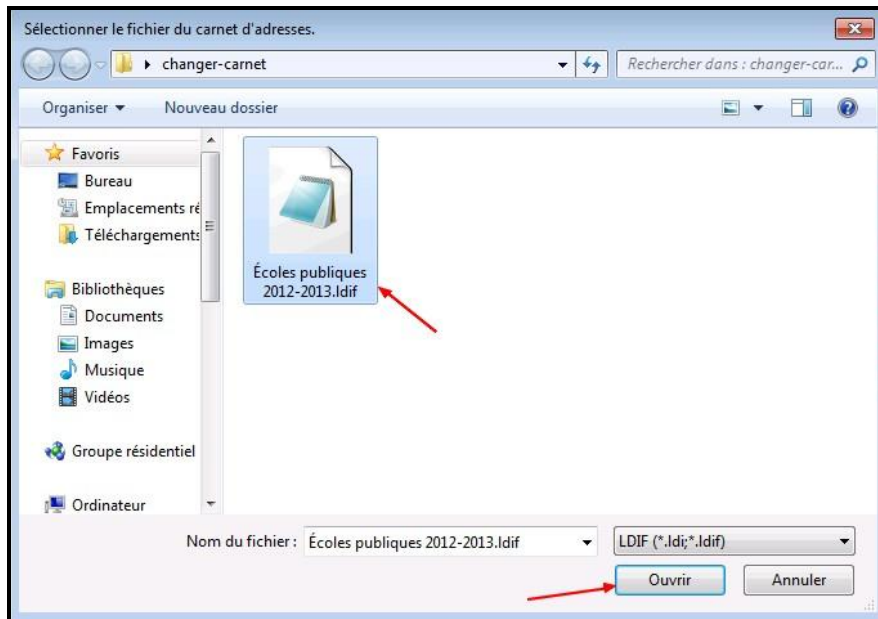 Sélectionner le fichier du carnet d'adresses.
changer-carnet
Rechercher dans : changer-car...
Organiser
Nouveau dossier
Favoris
Bureau
Emplacements ré
Téléchargements
Bibliothèques
Documents
Images
Musique
Vidéos
Groupe résidentiel
Ordinateur
Écoles publiques
2012-2013.ldif
Nom du fichier : Écoles publiques 2012-2013.ldif
LDIF (*.ldi;*.ldif)
Ouvrir
Annuler